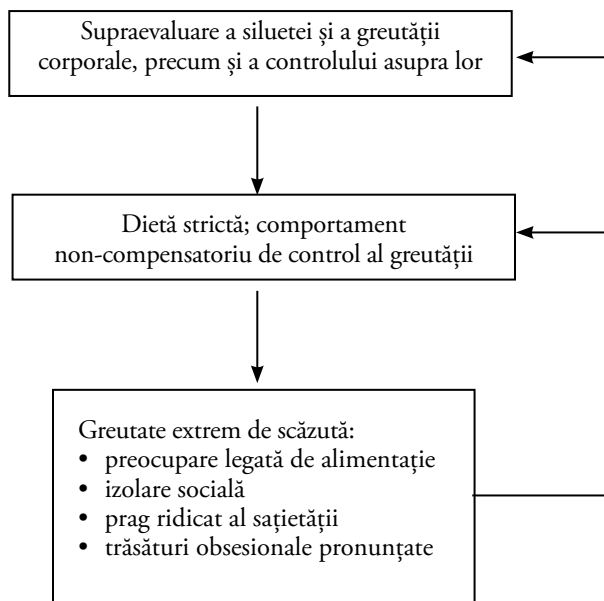 Supraevaluare a siluetei și a greutății
corporale, precum și a controlului asupra lor
Dietă strictă; comportament
non-compensatoriu de control al greutății
Greutate extrem de scăzută:
• preocupare legată de alimentație
• izolare socială
• prag ridicat al sațietății
• trăsături obsesionale pronunțate